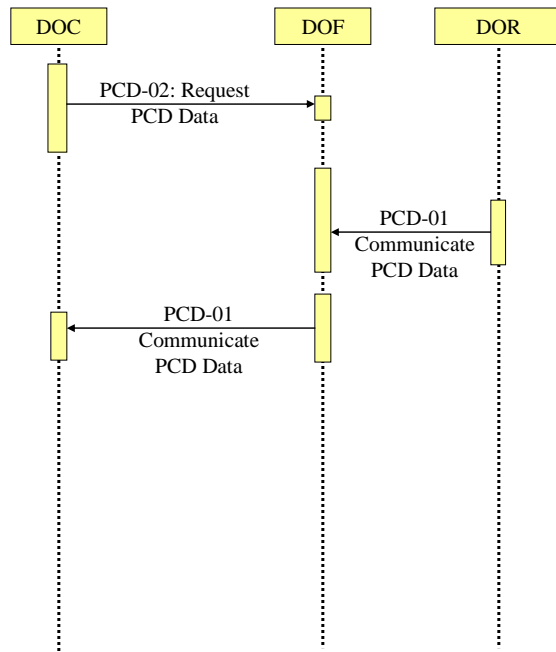 DOC
DOF
DOR
PCD-02: Request
PCD Data
PCD-01
Communicate
PCD Data
PCD-01
Communicate
PCD Data